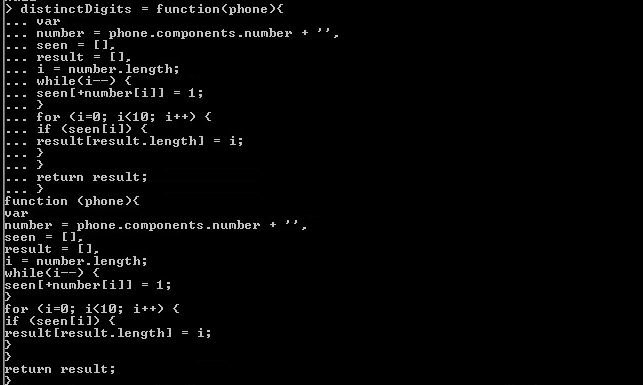 > distinctDigits = function(phone){
... var
... number = phone.components.number + '',
... seen = [],
... result = [],
... i = number.length;
... while(i--) {
... seen[+number[i]] = 1;
... }
... for (i=0; i<10; i++) {
... if (seen[i]) {
... result[result.length] = i;
... }
... }
... return result;
... }
function (phone){
var
number = phone.components.number + '',
seen = [],
result = [],
i = number.length;
while(i--) {
seen[+number[i]] = 1;
}
for (i=0; i<10; i++) {
if (seen[i]) {
result[result.length] = i;
}
}
return result;
}